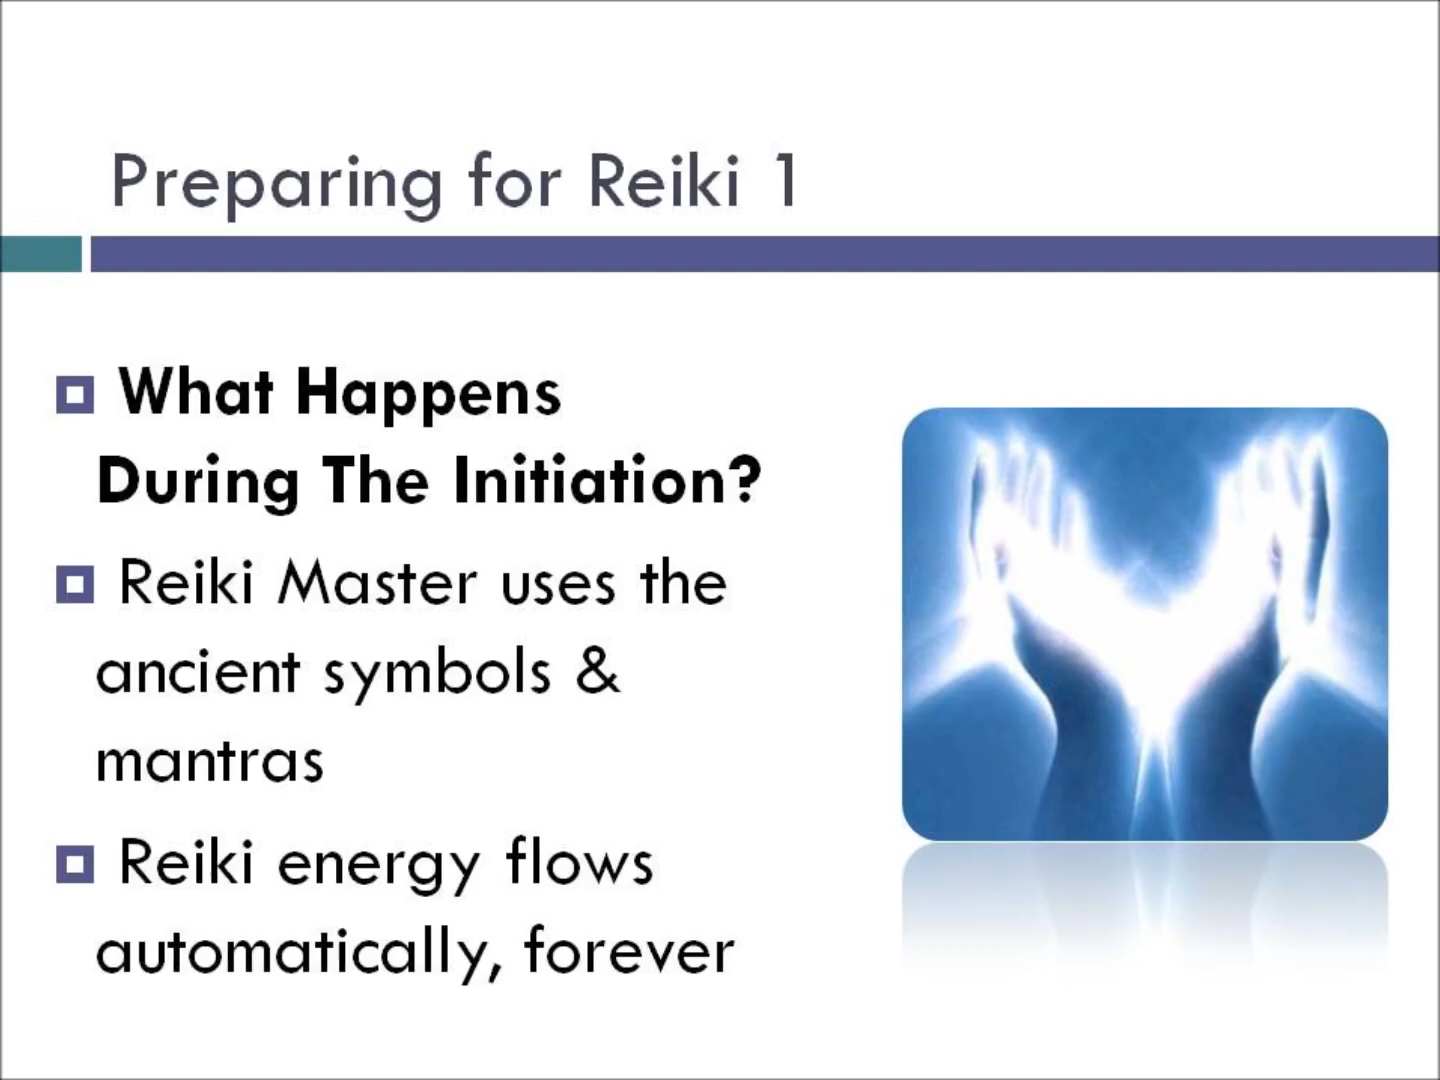 Preparing for Reiki 1
What Happens
During The Initiation?
Reiki Master uses the
ancient symbols &
mantras
Reiki energy flows
automatically, forever